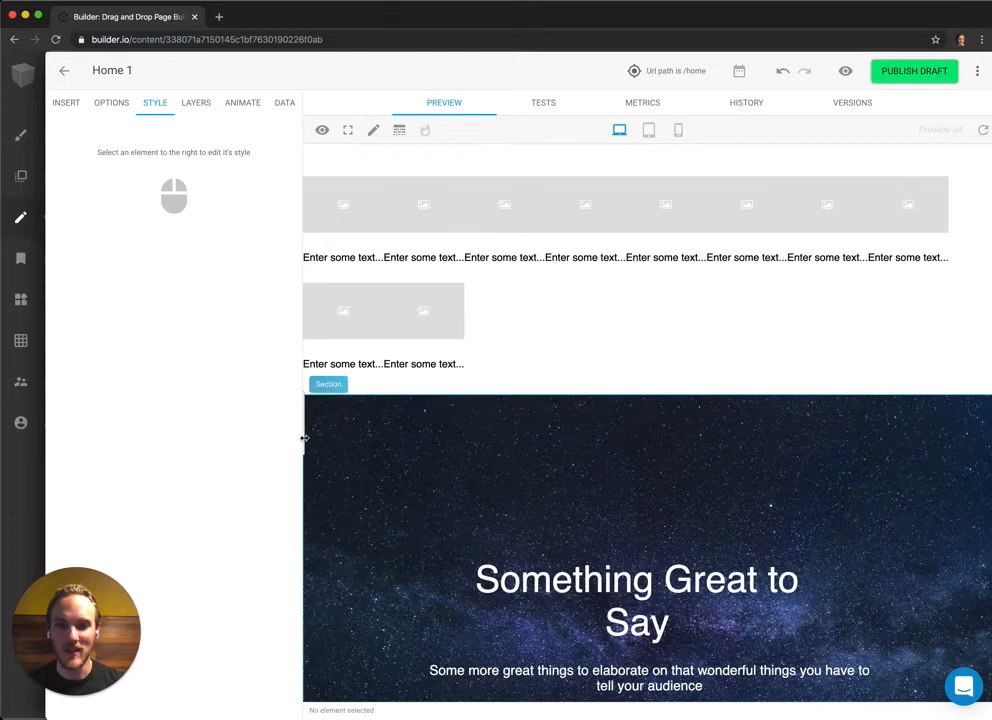 Builder: Drag and Drop Page Bui
builder.io/content/338071a7150145c1bf7630190226f0ab
Home 1
Url path is /home
PUBLISH DRAFT
INSERT OPTIONS STYLE LAYERS ANIMATE DATA
PREVIEW TESTS METRICS HISTORY VERSIONS
Preview url
Select an element to the right to edit it's style
Enter some text...Enter some text...Enter some text...Enter some text...Enter some text...Enter some text...Enter some text...Enter some text...
Enter some text...Enter some text...
Section
Something Great to
Say
Some more great things to elaborate on that wonderful things you have to
tell your audience
No element selected